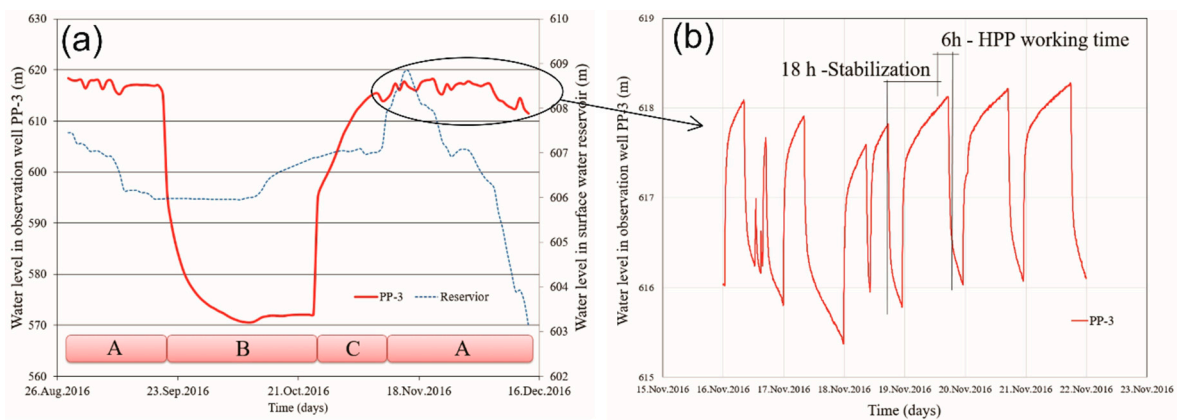 (a)
Water level in observation well PP-3 (m)
630
620
610
600
590
580
570
560
610
609
608
607
606
605
604
603
602
Water level in surface water reservoir (m)
PP-3
Reservior
A
B
C
A
26.Aug.2016
23.Sep.2016
21.Oct.2016
18.Nov.2016
16.Dec.2016
Time (days)
(b)
Water level in observation well PP-3 (m)
619
618
617
616
615
6h - HPP working time
18 h -Stabilization
PP-3
15.Nov.2016
16.Nov.2016
17.Nov.2016
18.Nov.2016
19.Nov.2016
20.Nov.2016
21.Nov.2016
22.Nov.2016
23.Nov.2016
Time (days)